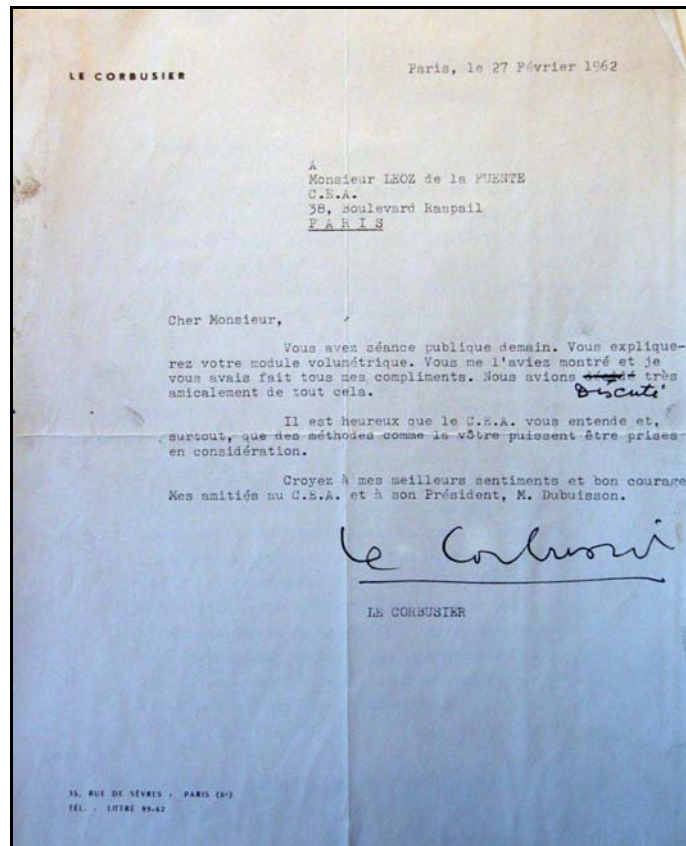 LE CORBUSIER
Paris, le 27 Février 1962
A
Monsieur LEOZ de la FUENTE
C.E.A.
38, Boulevard Raspail
P A R I S
Cher Monsieur,
Vous avez séance publique demain. Vous explique-
rez votre module volumétrique. Vous me l'aviez montré et je
vous avais fait tous mes compliments. Nous avions très
amicalement de tout cela. Discuté
Il est heureux que le C.E.A. vous entende et,
surtout, que des méthodes comme la vôtre puissent être prises
en considération.
Croyez à mes meilleurs sentiments et bon courage
Mes amitiés au C.E.A. et à son Président, M. Dubuisson.
Le Corbusier
LE CORBUSIER
35, RUE DE SÈVRES - PARIS (6e)
TÉL. : LITTRÉ 99-62